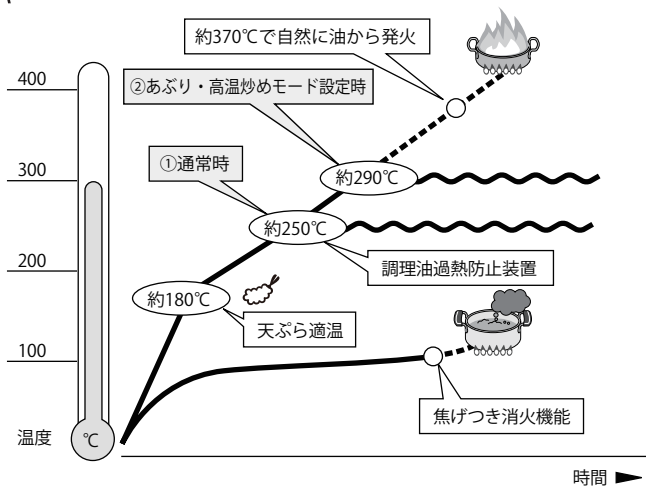 約370℃で自然に油から発火
400
②あぶり・高温炒めモード設定時
①通常時
300
約290℃
約250℃
調理油過熱防止装置
200
約180℃
天ぷら適温
100
焦げつき消火機能
温度
℃
時間